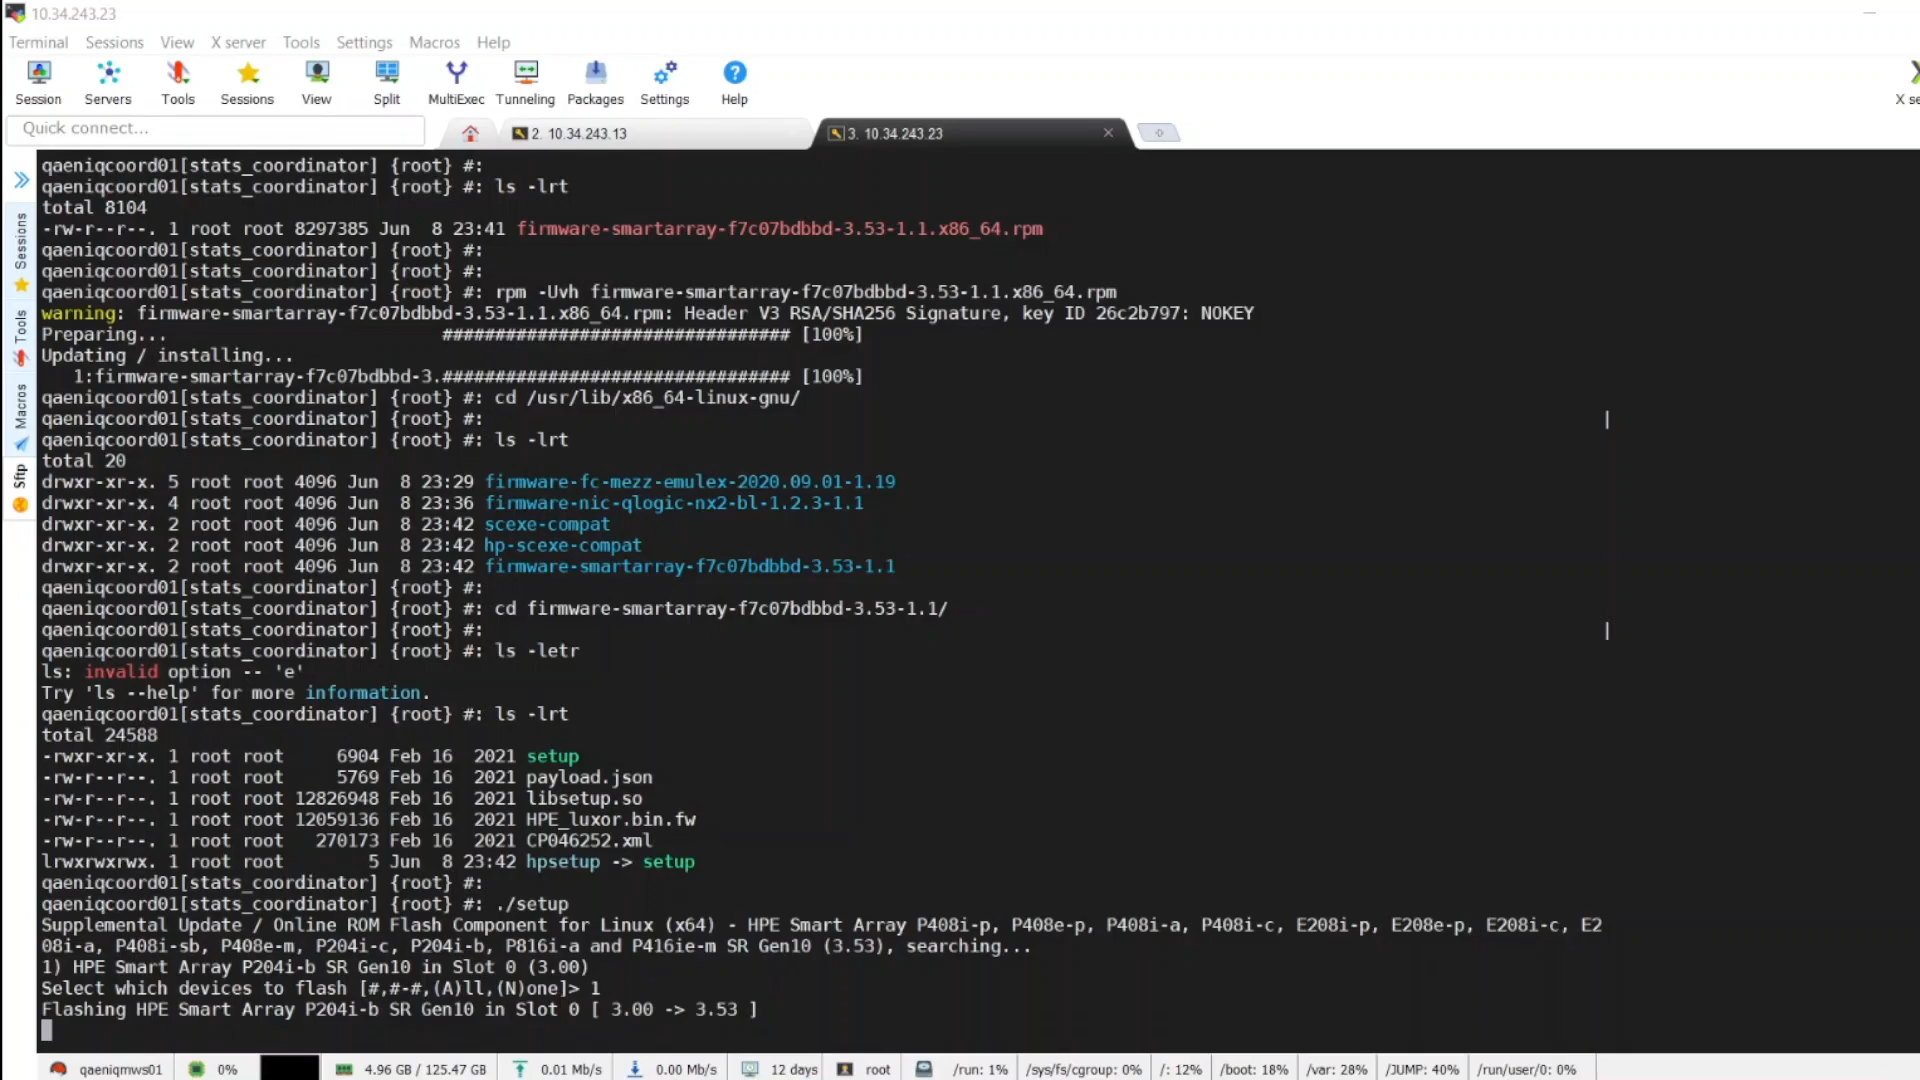 10.34.243.23
Terminal Sessions View X server Tools Settings Macros Help
Session Servers Tools Sessions View Split MultiExec Tunneling Packages Settings Help X se
Quick connect... 2. 10.34.243.13 3. 10.34.243.23
Sessions
Tools
Macros
Sftp
qaeniqcoord01[stats_coordinator] {root} #:
qaeniqcoord01[stats_coordinator] {root} #: ls -lrt
total 8104
-rw-r--r--. 1 root root 8297385 Jun  8 23:41 firmware-smartarray-f7c07bdbbd-3.53-1.1.x86_64.rpm
qaeniqcoord01[stats_coordinator] {root} #:
qaeniqcoord01[stats_coordinator] {root} #:
qaeniqcoord01[stats_coordinator] {root} #: rpm -Uvh firmware-smartarray-f7c07bdbbd-3.53-1.1.x86_64.rpm
warning: firmware-smartarray-f7c07bdbbd-3.53-1.1.x86_64.rpm: Header V3 RSA/SHA256 Signature, key ID 26c2b797: NOKEY
Preparing...                          ################################# [100%]
Updating / installing...
   1:firmware-smartarray-f7c07bdbbd-3.################################# [100%]
qaeniqcoord01[stats_coordinator] {root} #: cd /usr/lib/x86_64-linux-gnu/
qaeniqcoord01[stats_coordinator] {root} #:
qaeniqcoord01[stats_coordinator] {root} #: ls -lrt
total 20
drwxr-xr-x. 5 root root 4096 Jun  8 23:29 firmware-fc-mezz-emulex-2020.09.01-1.19
drwxr-xr-x. 4 root root 4096 Jun  8 23:36 firmware-nic-qlogic-nx2-bl-1.2.3-1.1
drwxr-xr-x. 2 root root 4096 Jun  8 23:42 scexe-compat
drwxr-xr-x. 2 root root 4096 Jun  8 23:42 hp-scexe-compat
drwxr-xr-x. 2 root root 4096 Jun  8 23:42 firmware-smartarray-f7c07bdbbd-3.53-1.1
qaeniqcoord01[stats_coordinator] {root} #:
qaeniqcoord01[stats_coordinator] {root} #: cd firmware-smartarray-f7c07bdbbd-3.53-1.1/
qaeniqcoord01[stats_coordinator] {root} #:
qaeniqcoord01[stats_coordinator] {root} #: ls -letr
ls: invalid option -- 'e'
Try 'ls --help' for more information.
qaeniqcoord01[stats_coordinator] {root} #: ls -lrt
total 24588
-rwxr-xr-x. 1 root root     6904 Feb 16  2021 setup
-rw-r--r--. 1 root root     5769 Feb 16  2021 payload.json
-rw-r--r--. 1 root root 12826948 Feb 16  2021 libsetup.so
-rw-r--r--. 1 root root 12059136 Feb 16  2021 HPE_luxor.bin.fw
-rw-r--r--. 1 root root   270173 Feb 16  2021 CP046252.xml
lrwxrwxrwx. 1 root root        5 Jun  8 23:42 hpsetup -> setup
qaeniqcoord01[stats_coordinator] {root} #:
qaeniqcoord01[stats_coordinator] {root} #: ./setup
Supplemental Update / Online ROM Flash Component for Linux (x64) - HPE Smart Array P408i-p, P408e-p, P408i-a, P408i-c, E208i-p, E208e-p, E208i-c, E2
08i-a, P408i-sb, P408e-m, P204i-c, P204i-b, P816i-a and P416ie-m SR Gen10 (3.53), searching...
1) HPE Smart Array P204i-b SR Gen10 in Slot 0 (3.00)
Select which devices to flash [#,#-#,(A)ll,(N)one]> 1
Flashing HPE Smart Array P204i-b SR Gen10 in Slot 0 [ 3.00 -> 3.53 ]
qaeniqmws01 0% 4.96 GB / 125.47 GB 0.01 Mb/s 0.00 Mb/s 12 days root /run: 1% /sys/fs/cgroup: 0% /: 12% /boot: 18% /var: 28% /JUMP: 40% /run/user/0: 0%